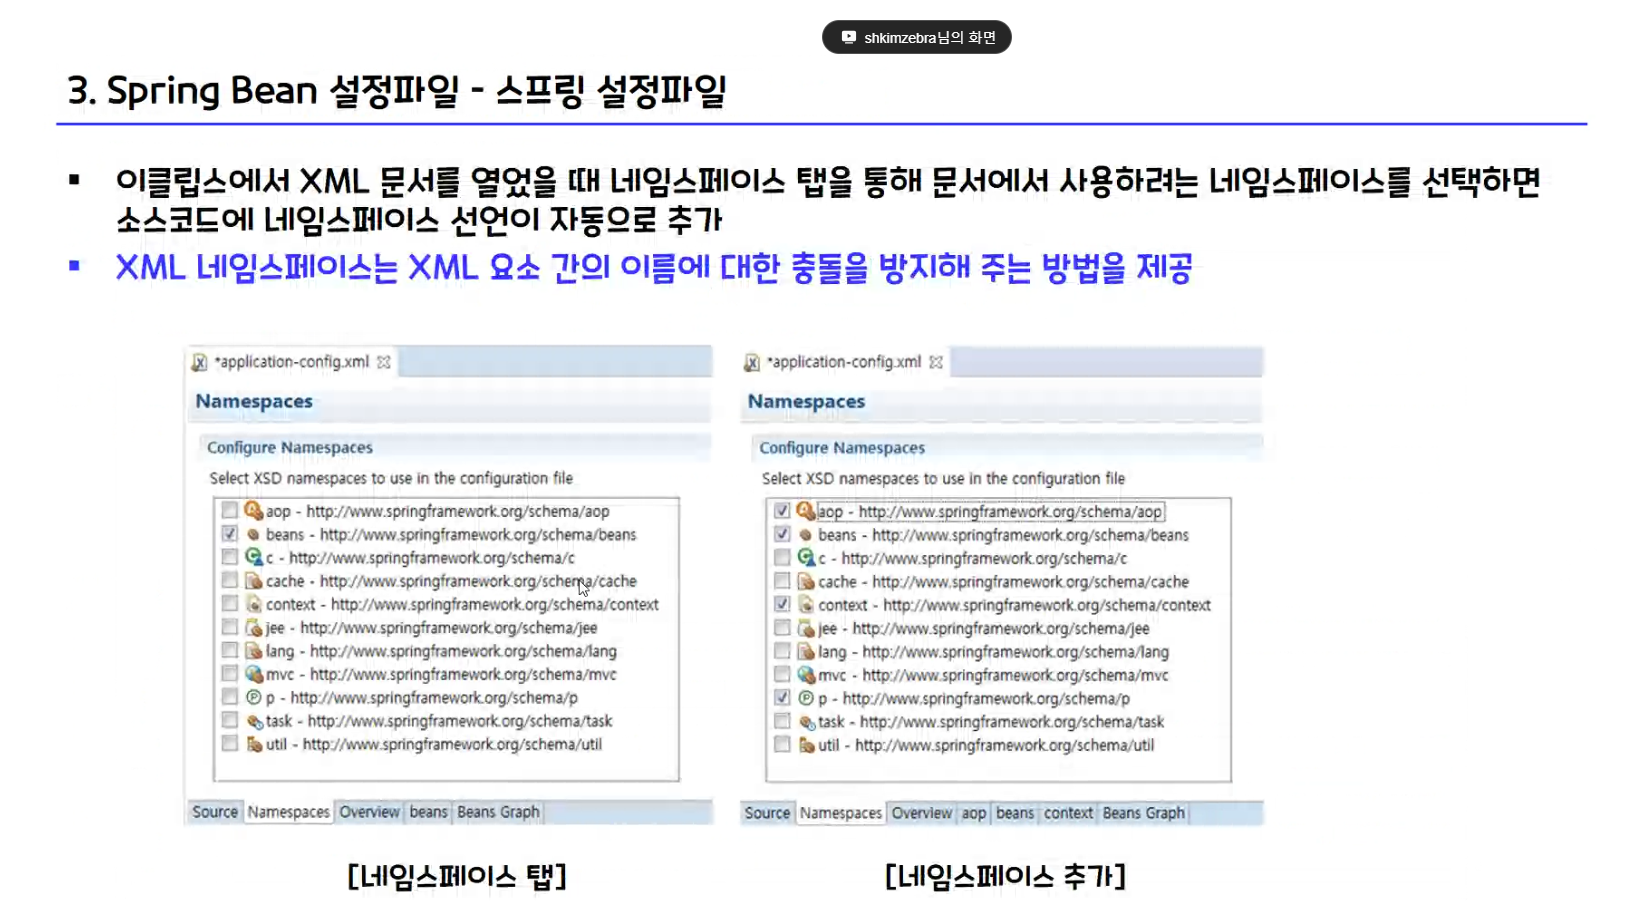 shkimzebra님의 화면
3. Spring Bean 설정파일 - 스프링 설정파일
▪ 이클립스에서 XML 문서를 열었을 때 네임스페이스 탭을 통해 문서에서 사용하려는 네임스페이스를 선택하면
소스코드에 네임스페이스 선언이 자동으로 추가
▪ XML 네임스페이스는 XML 요소 간의 이름에 대한 충돌을 방지해 주는 방법을 제공
*application-config.xml
Namespaces
Configure Namespaces
Select XSD namespaces to use in the configuration file
aop - http://www.springframework.org/schema/aop
beans - http://www.springframework.org/schema/beans
c - http://www.springframework.org/schema/c
cache - http://www.springframework.org/schema/cache
context - http://www.springframework.org/schema/context
jee - http://www.springframework.org/schema/jee
lang - http://www.springframework.org/schema/lang
mvc - http://www.springframework.org/schema/mvc
p - http://www.springframework.org/schema/p
task - http://www.springframework.org/schema/task
util - http://www.springframework.org/schema/util
Source Namespaces Overview beans Beans Graph
[네임스페이스 탭]
*application-config.xml
Namespaces
Configure Namespaces
Select XSD namespaces to use in the configuration file
aop - http://www.springframework.org/schema/aop
beans - http://www.springframework.org/schema/beans
c - http://www.springframework.org/schema/c
cache - http://www.springframework.org/schema/cache
context - http://www.springframework.org/schema/context
jee - http://www.springframework.org/schema/jee
lang - http://www.springframework.org/schema/lang
mvc - http://www.springframework.org/schema/mvc
p - http://www.springframework.org/schema/p
task - http://www.springframework.org/schema/task
util - http://www.springframework.org/schema/util
Source Namespaces Overview aop beans context Beans Graph
[네임스페이스 추가]